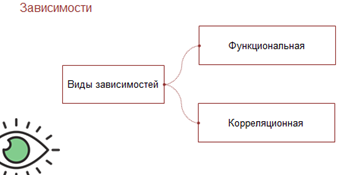 Зависимости
Функциональная
Виды зависимостей
Корреляционная